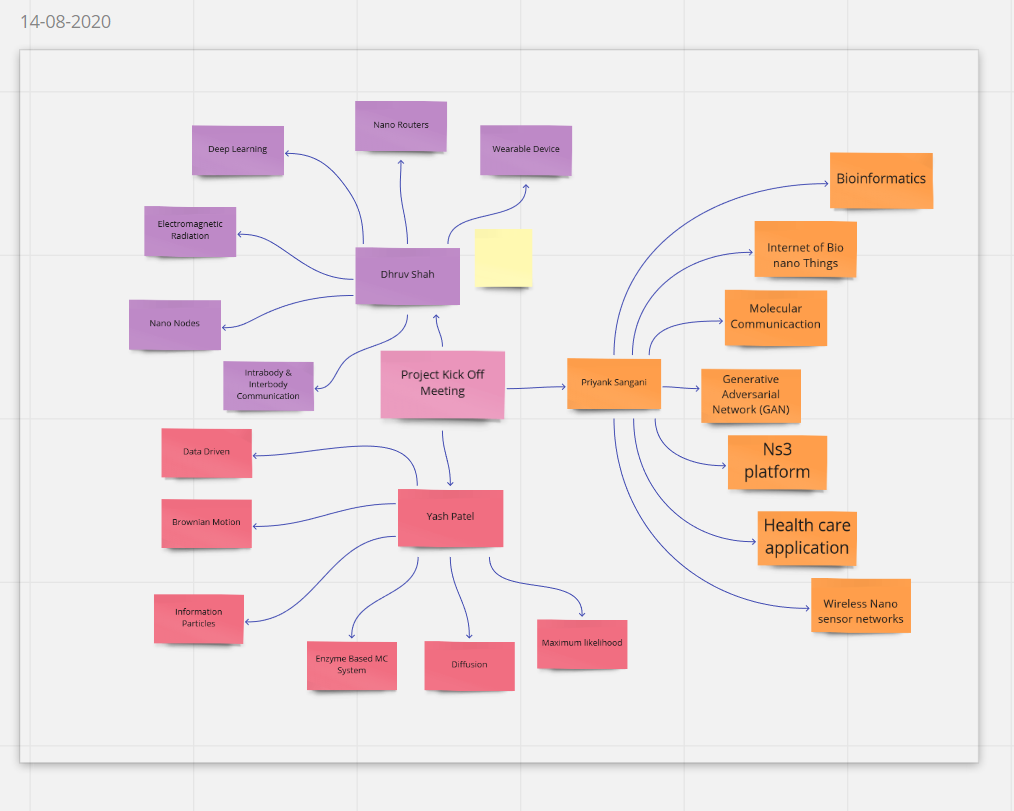 14-08-2020
Nano Routers
Deep Learning
Wearable Device
Electromagnetic
Radiation
Dhruv Shah
Nano Nodes
Intrabody &
Interbody
Communication
Project Kick Off
Meeting
Data Driven
Brownian Motion
Yash Patel
Information
Particles
Enzyme Based MC
System
Diffusion
Maximum likelihood
Priyank Sangani
Bioinformatics
Internet of Bio
nano Things
Molecular
Communicaction
Generative
Adversarial
Network (GAN)
Ns3
platform
Health care
application
Wireless Nano
sensor networks